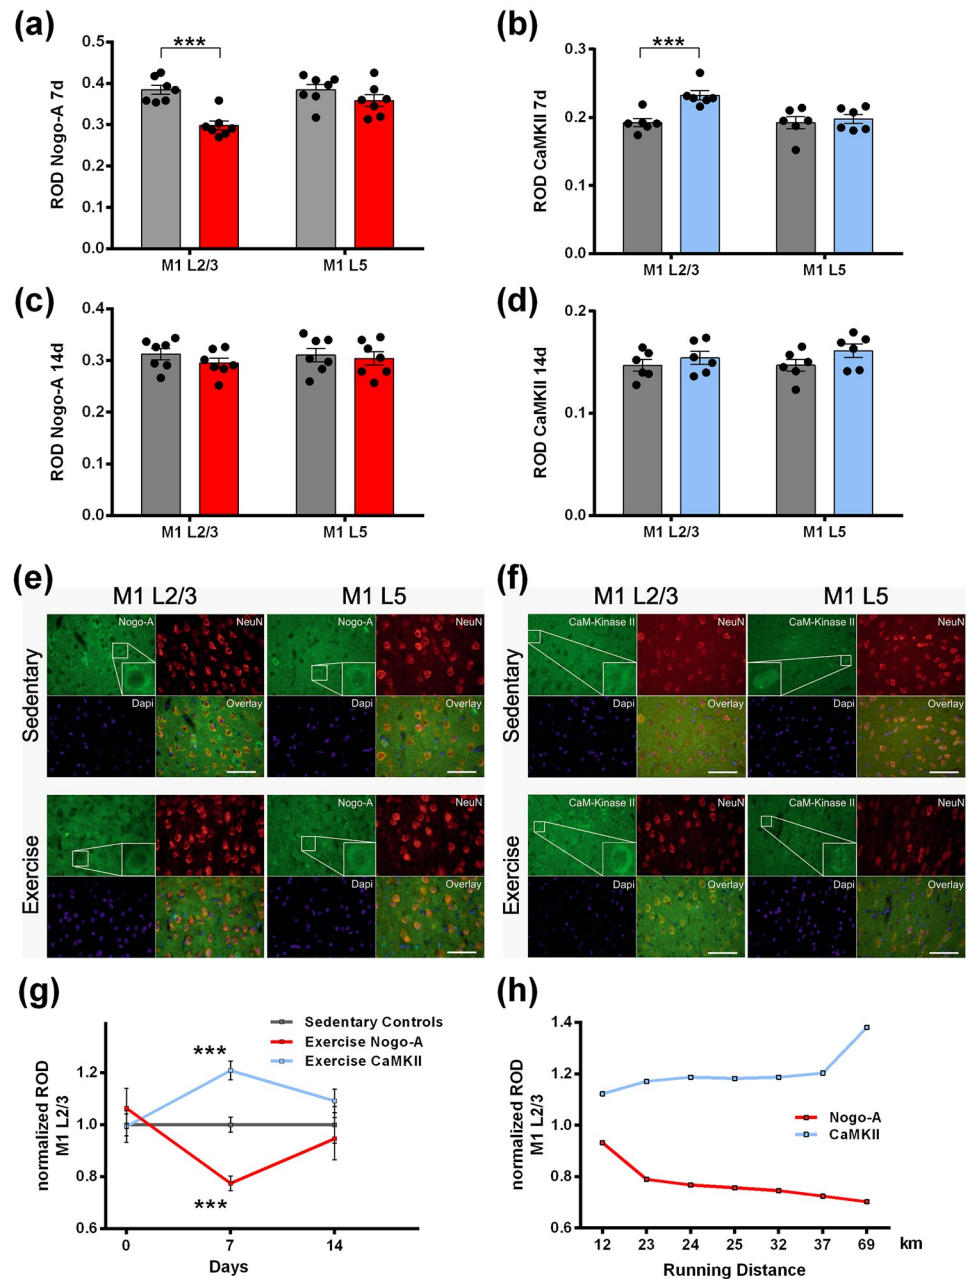 (a)
0.5
***
0.4
0.3
0.2
0.1
0.0
ROD Nogo-A 7d
M1 L2/3
M1 L5
(b)
0.3
***
0.2
0.1
0.0
ROD CaMKII 7d
M1 L2/3
M1 L5
(c)
0.4
0.3
0.2
0.1
0.0
ROD Nogo-A 14d
M1 L2/3
M1 L5
(d)
0.2
0.1
0.0
ROD CaMKII 14d
M1 L2/3
M1 L5
(e)
M1 L2/3
M1 L5
Sedentary
Nogo-A
NeuN
Nogo-A
NeuN
Dapi
Overlay
Dapi
Overlay
Exercise
Nogo-A
NeuN
Dapi
Overlay
(f)
M1 L2/3
M1 L5
Sedentary
CaM-Kinase II
NeuN
CaM-Kinase II
NeuN
Dapi
Overlay
Dapi
Overlay
Exercise
CaM-Kinase II
NeuN
CaM-Kinase II
NeuN
Dapi
Overlay
Dapi
Overlay
(g)
Sedentary Controls
Exercise Nogo-A
Exercise CaMKII
***
1.2
1.0
0.8
0.6
***
normalized ROD
M1 L2/3
0
7
14
Days
(h)
1.4
1.2
1.0
0.8
0.6
normalized ROD
M1 L2/3
Nogo-A
CaMKII
12
23
24
25
32
37
69
km
Running Distance